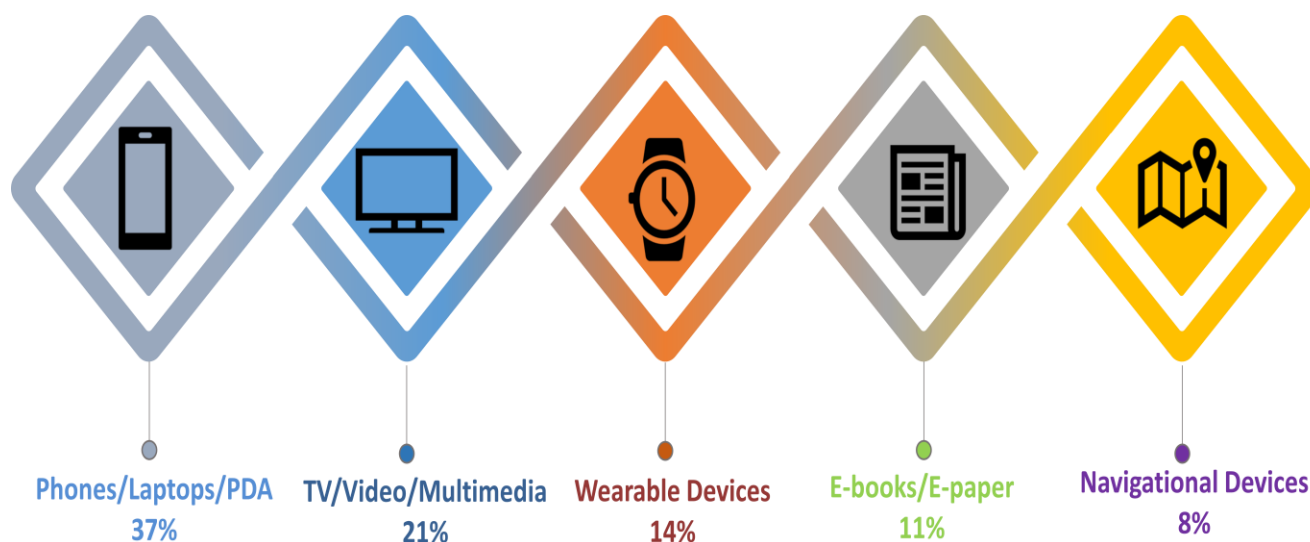 Phones/Laptops/PDA
37%
TV/Video/Multimedia
21%
Wearable Devices
14%
E-books/E-paper
11%
Navigational Devices
8%